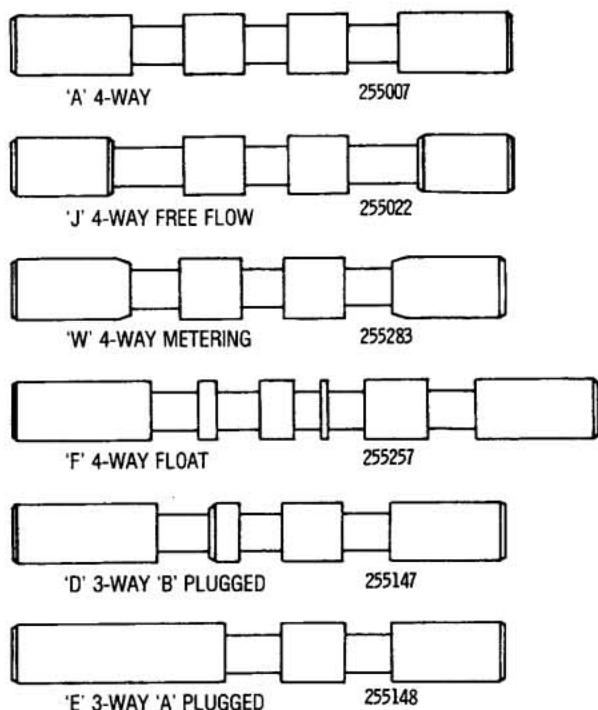 'A' 4-WAY 255007
'J' 4-WAY FREE FLOW 255022
'W' 4-WAY METERING 255283
'F' 4-WAY FLOAT 255257
'D' 3-WAY 'B' PLUGGED 255147
'E' 3-WAY 'A' PLUGGED 255148